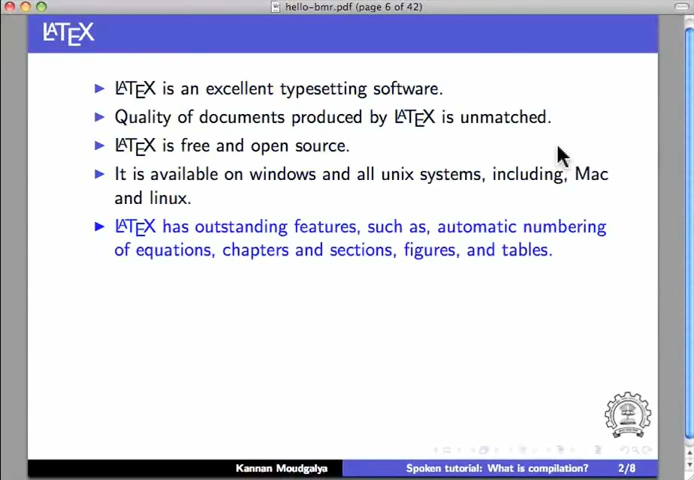 hello-bmr.pdf (page 6 of 42)
LATEX
▶ LATEX is an excellent typesetting software.
▶ Quality of documents produced by LATEX is unmatched.
▶ LATEX is free and open source.
▶ It is available on windows and all unix systems, including, Mac
and linux.
▶ LATEX has outstanding features, such as, automatic numbering
of equations, chapters and sections, figures, and tables.
Kannan Moudgalya Spoken tutorial: What is compilation? 2/8